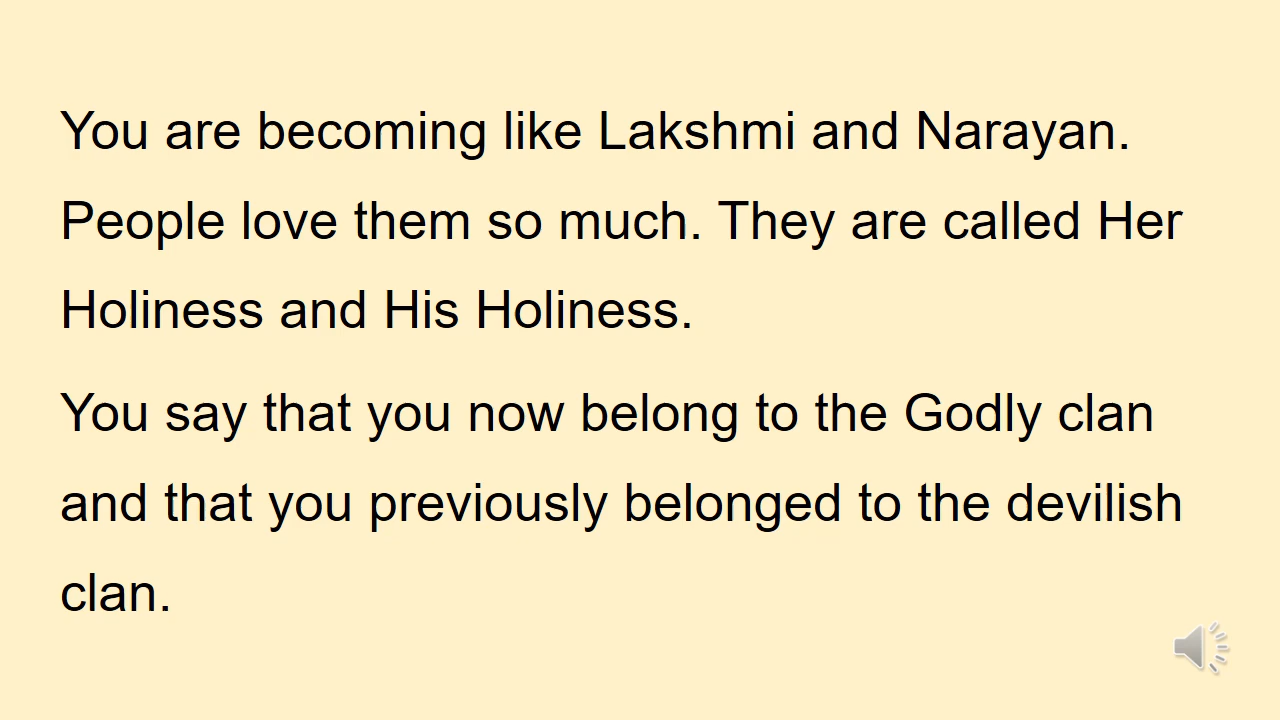 You are becoming like Lakshmi and Narayan.
People love them so much. They are called Her
Holiness and His Holiness.
You say that you now belong to the Godly clan
and that you previously belonged to the devilish
clan.